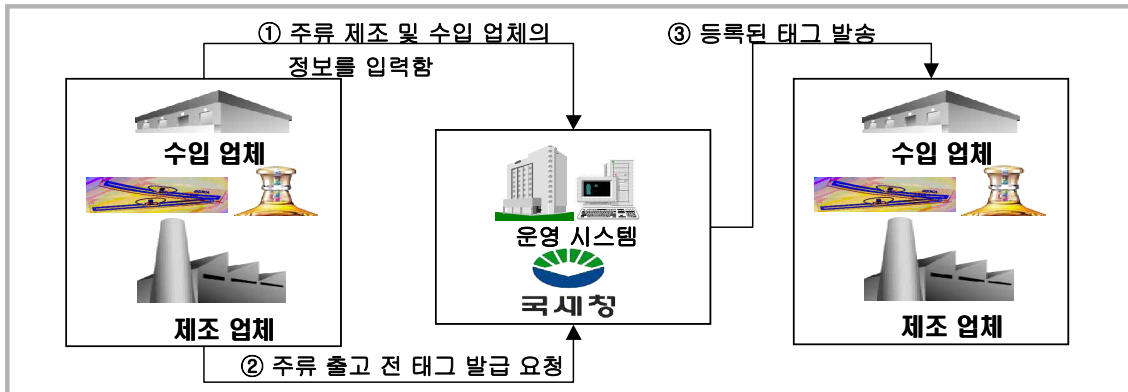 ① 주류 제조 및 수입 업체의
정보를 입력함
③ 등록된 태그 발송
수입 업체
제조 업체
운영 시스템
국세청
수입 업체
제조 업체
② 주류 출고 전 태그 발급 요청